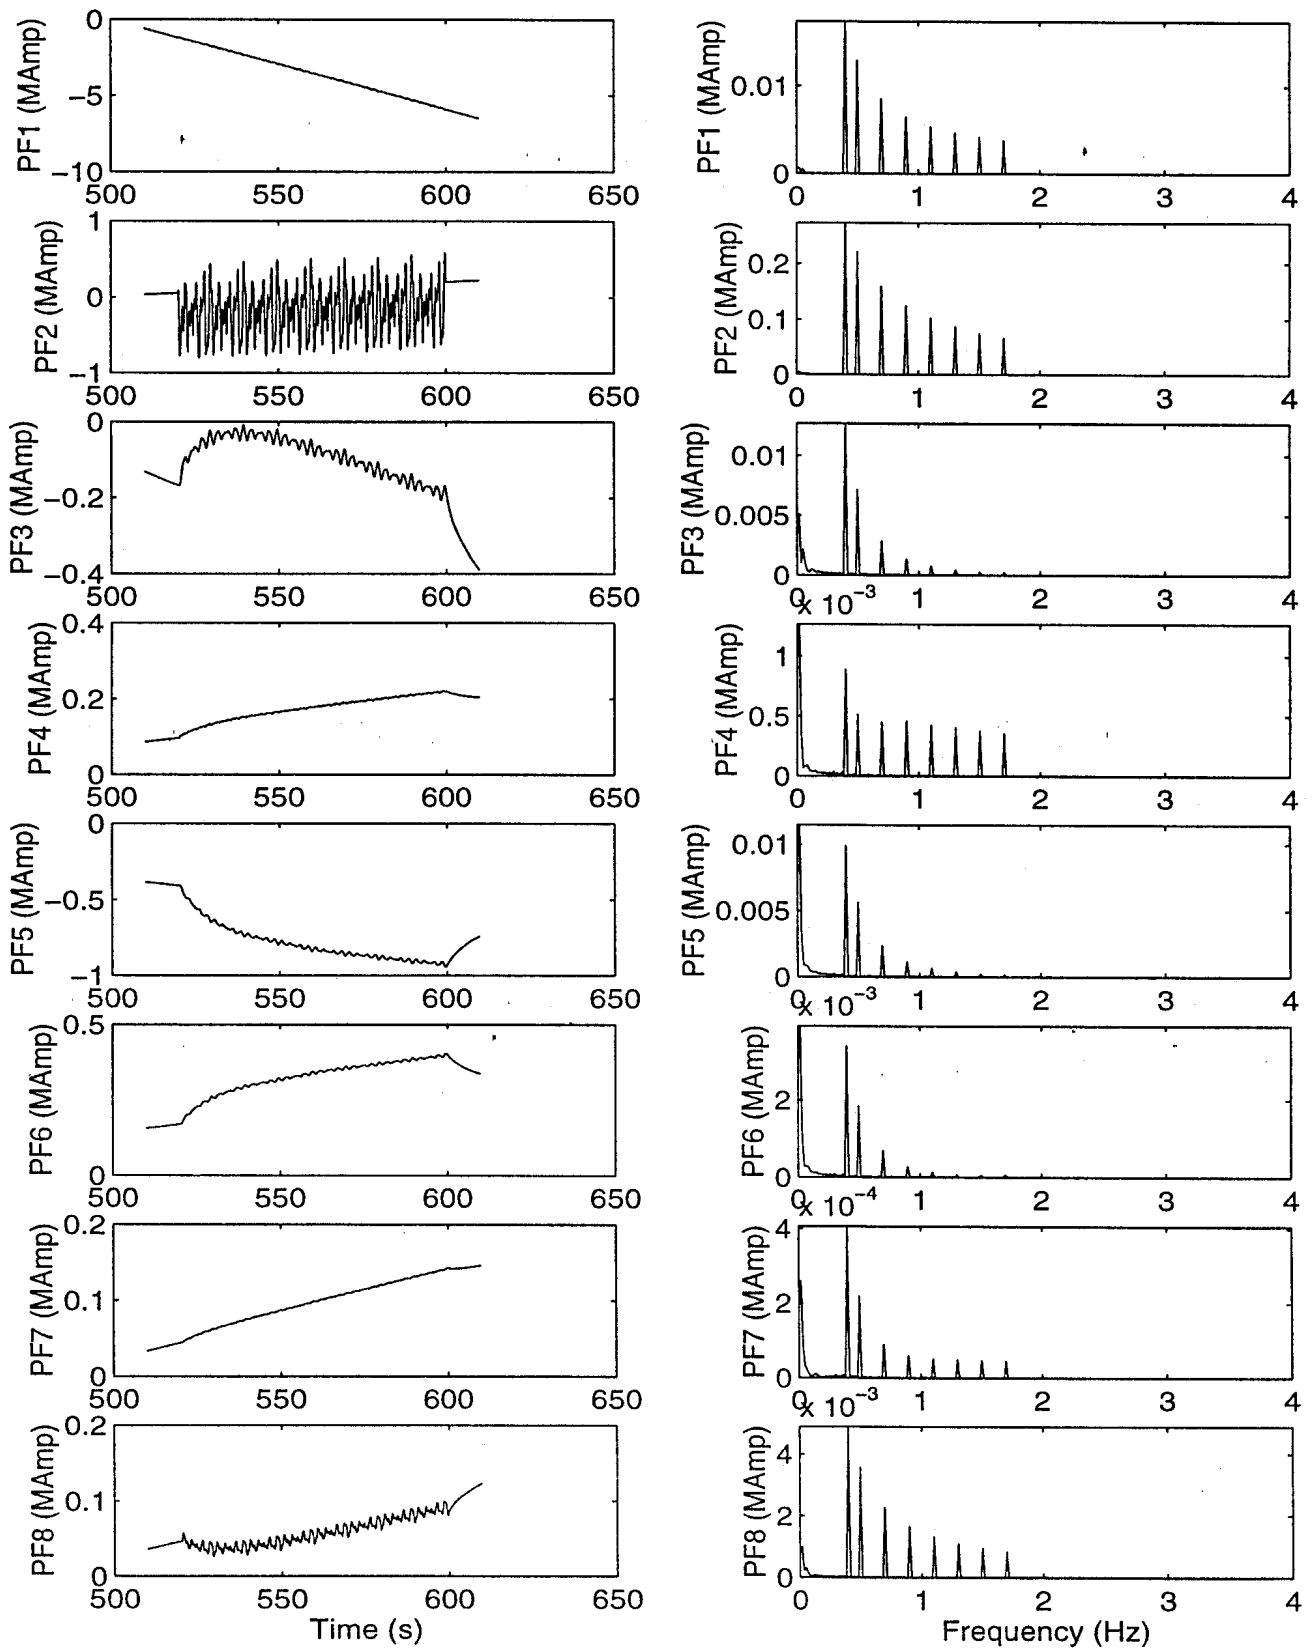 0
−5
−10
PF1 (MAmp)
500 550 600 650
0.01
0
PF1 (MAmp)
0 1 2 3 4
1
0
−1
PF2 (MAmp)
500 550 600 650
0.2
0.1
0
PF2 (MAmp)
0 1 2 3 4
0
−0.2
−0.4
PF3 (MAmp)
500 550 600 650
0.01
0.005
0
PF3 (MAmp)
0 1 2 3 4
0.4
0.2
0
PF4 (MAmp)
500 550 600 650
x 10⁻³
1
0.5
0
PF4 (MAmp)
0 1 2 3 4
0
−0.5
−1
PF5 (MAmp)
500 550 600 650
0.01
0.005
0
PF5 (MAmp)
0 1 2 3 4
0.5
0
PF6 (MAmp)
500 550 600 650
x 10⁻³
2
0
PF6 (MAmp)
0 1 2 3 4
0.2
0.1
0
PF7 (MAmp)
500 550 600 650
x 10⁻⁴
4
2
0
PF7 (MAmp)
0 1 2 3 4
0.2
0.1
0
PF8 (MAmp)
500 550 600 650
Time (s)
x 10⁻³
4
2
0
PF8 (MAmp)
0 1 2 3 4
Frequency (Hz)